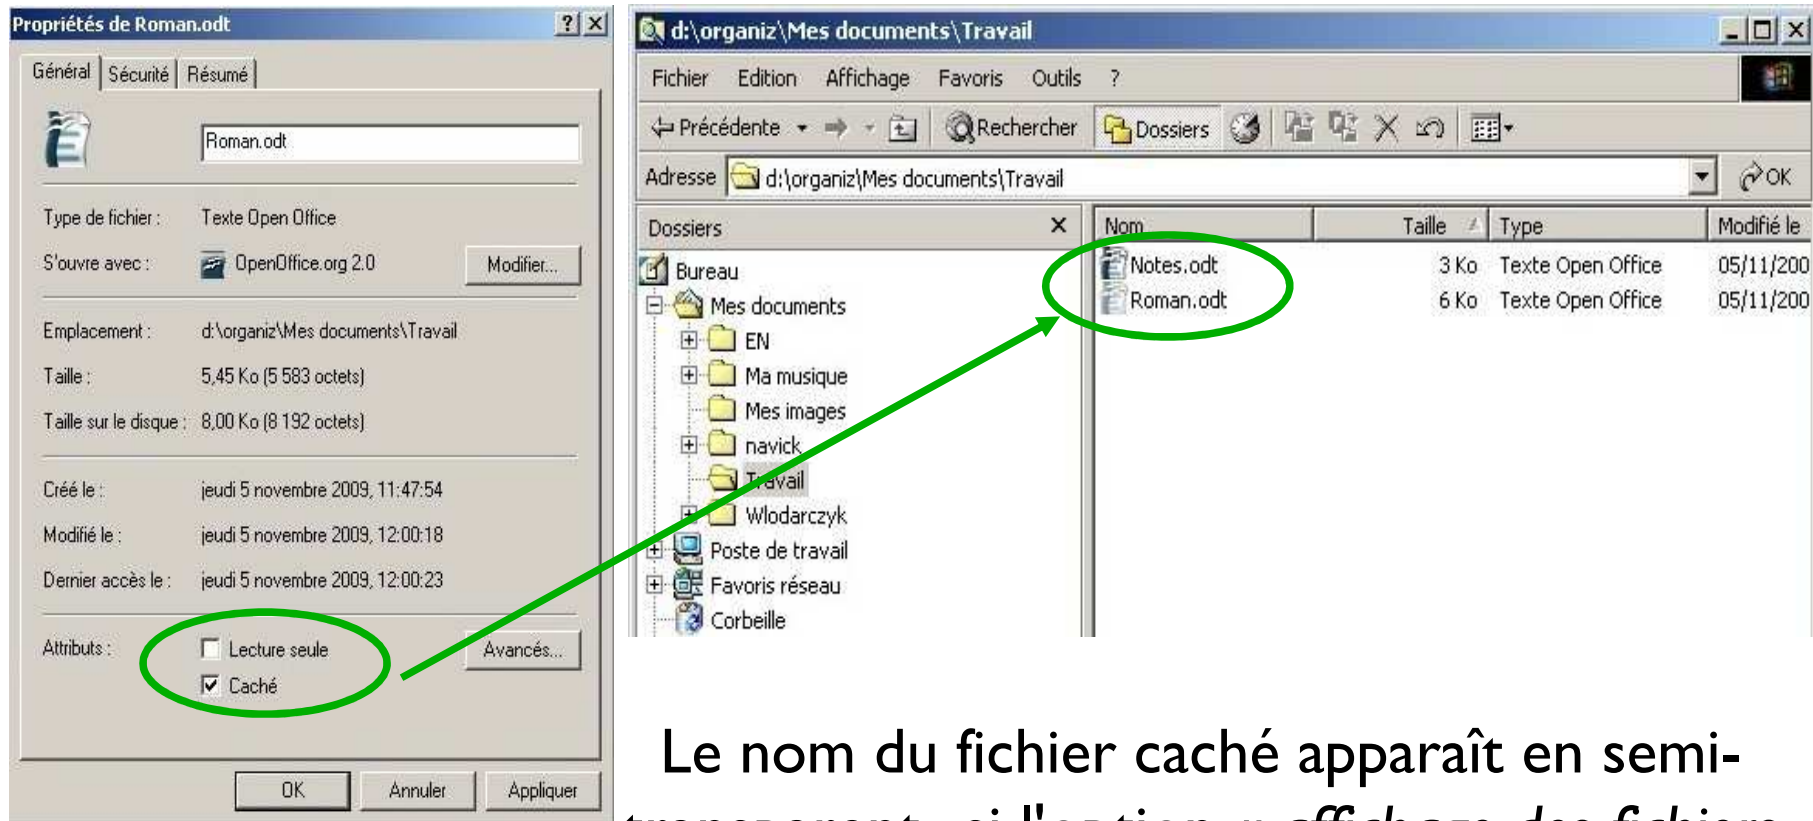 Propriétés de Roman.odt
Général Sécurité Résumé
Roman.odt
Type de fichier : Texte Open Office
S'ouvre avec : OpenOffice.org 2.0 Modifier...
Emplacement : d:\organiz\Mes documents\Travail
Taille : 5,45 Ko (5 583 octets)
Taille sur le disque : 8,00 Ko (8 192 octets)
Créé le : jeudi 5 novembre 2009, 11:47:54
Modifié le : jeudi 5 novembre 2009, 12:00:18
Dernier accès le : jeudi 5 novembre 2009, 12:00:23
Attributs : Lecture seule Avancés...
Caché
OK Annuler Appliquer
d:\organiz\Mes documents\Travail
Fichier Edition Affichage Favoris Outils ?
Précédente Rechercher Dossiers
Adresse d:\organiz\Mes documents\Travail OK
Dossiers
Bureau
Mes documents
EN
Ma musique
Mes images
navick
Travail
Wlodarczyk
Poste de travail
Favoris réseau
Corbeille
Nom Taille Type Modifié le
Notes.odt 3 Ko Texte Open Office 05/11/200
Roman.odt 6 Ko Texte Open Office 05/11/200
Le nom du fichier caché apparaît en semi-
transparent, si l'option « affichage des fichiers